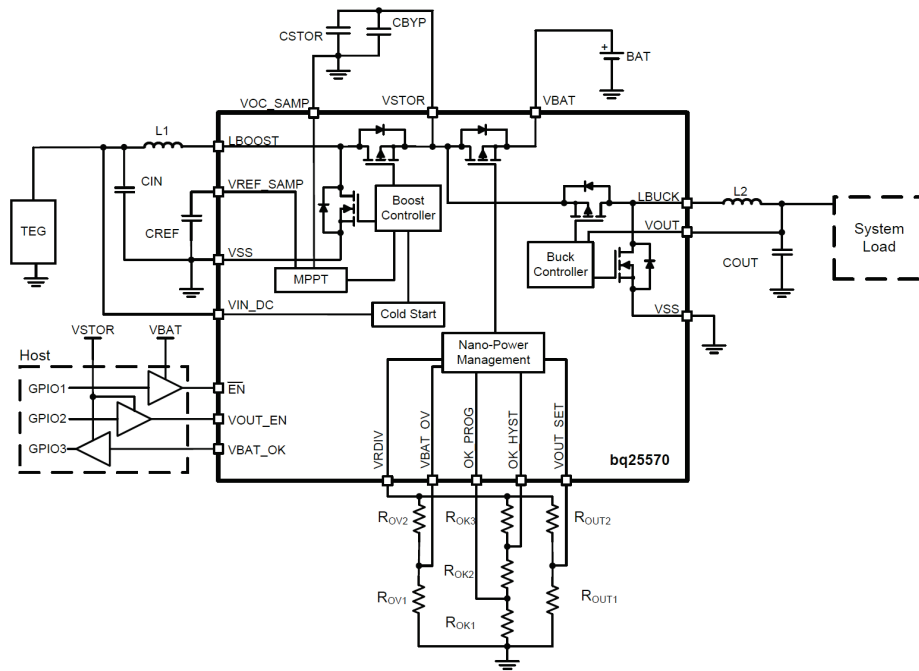 CSTOR
CBYP
BAT
+
VOC_SAMP
VSTOR
VBAT
L1
LBOOST
CIN
VREF_SAMP
Boost
Controller
LBUCK
L2
TEG
CREF
VOUT
System
Load
VSS
MPPT
Buck
Controller
COUT
VIN_DC
Cold Start
VSS
VSTOR
VBAT
Nano-Power
Management
Host
GPIO1
EN
GPIO2
VOUT_EN
GPIO3
VBAT_OK
VRDIV
VBAT_OV
OK_PROG
OK_HYST
VOUT_SET
bq25570
ROV2
ROK3
ROUT2
ROK2
ROV1
ROUT1
ROK1